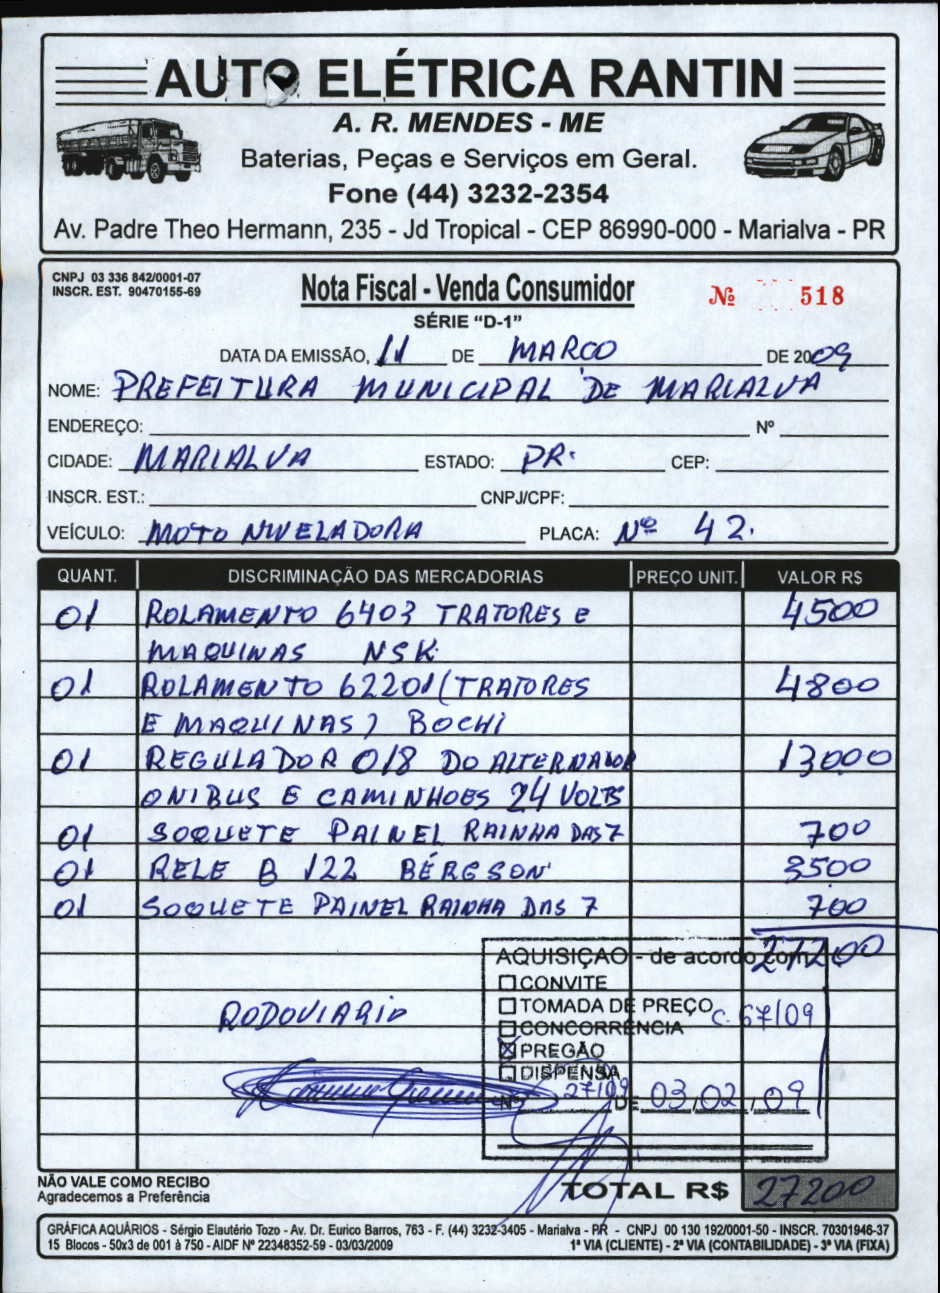 AUTO ELÉTRICA RANTIN
A. R. MENDES - ME
Baterias, Peças e Serviços em Geral.
Fone (44) 3232-2354
Av. Padre Theo Hermann, 235 - Jd Tropical - CEP 86990-000 - Marialva - PR
CNPJ 03 336 842/0001-07
INSCR. EST. 90470155-69
Nota Fiscal - Venda Consumidor
Nº 518
SÉRIE “D-1”
DATA DA EMISSÃO, 11 DE MARCO DE 2009
NOME: PREFEITURA MUNICIPAL DE MARIALVA
ENDEREÇO: Nº
CIDADE: MARIALVA ESTADO: PR. CEP:
INSCR. EST.: CNPJ/CPF:
VEÍCULO: MOTO NIVELADORA PLACA: Nº 42.
QUANT. DISCRIMINAÇÃO DAS MERCADORIAS PREÇO UNIT. VALOR R$
01 ROLAMENTO 6403 TRATORES E 4500
MAQUINAS NSK
01 ROLAMENTO 62201 (TRATORES 4800
E MAQUINAS) BOCHI
01 REGULADOR 018 DO ALTERNADOR 13000
ONIBUS E CAMINHOES 24 VOLTS
01 SOQUETE PAINEL RAINHA DAS 7 700
01 RELE B 122 BÉRGSON 3500
01 SOQUETE PAINEL RAINHA DAS 7 700
27200
AQUISIÇÃO - de acordo com
CONVITE
TOMADA DE PREÇO
RODOVIARIO
C. 67/09
CONCORRÊNCIA
PREGÃO
DISPENSA
Nº 27/09 DE 03,02,09
NÃO VALE COMO RECIBO
Agradecemos a Preferência
TOTAL R$ 27200
GRÁFICA AQUÁRIOS - Sérgio Elautério Tozo - Av. Dr. Eurico Barros, 763 - F. (44) 3232-3405 - Marialva - PR - CNPJ 00 130 192/0001-50 - INSCR. 70301946-37
15 Blocos - 50x3 de 001 à 750 - AIDF Nº 22348352-59 - 03/03/2009 1ª VIA (CLIENTE) - 2ª VIA (CONTABILIDADE) - 3ª VIA (FIXA)